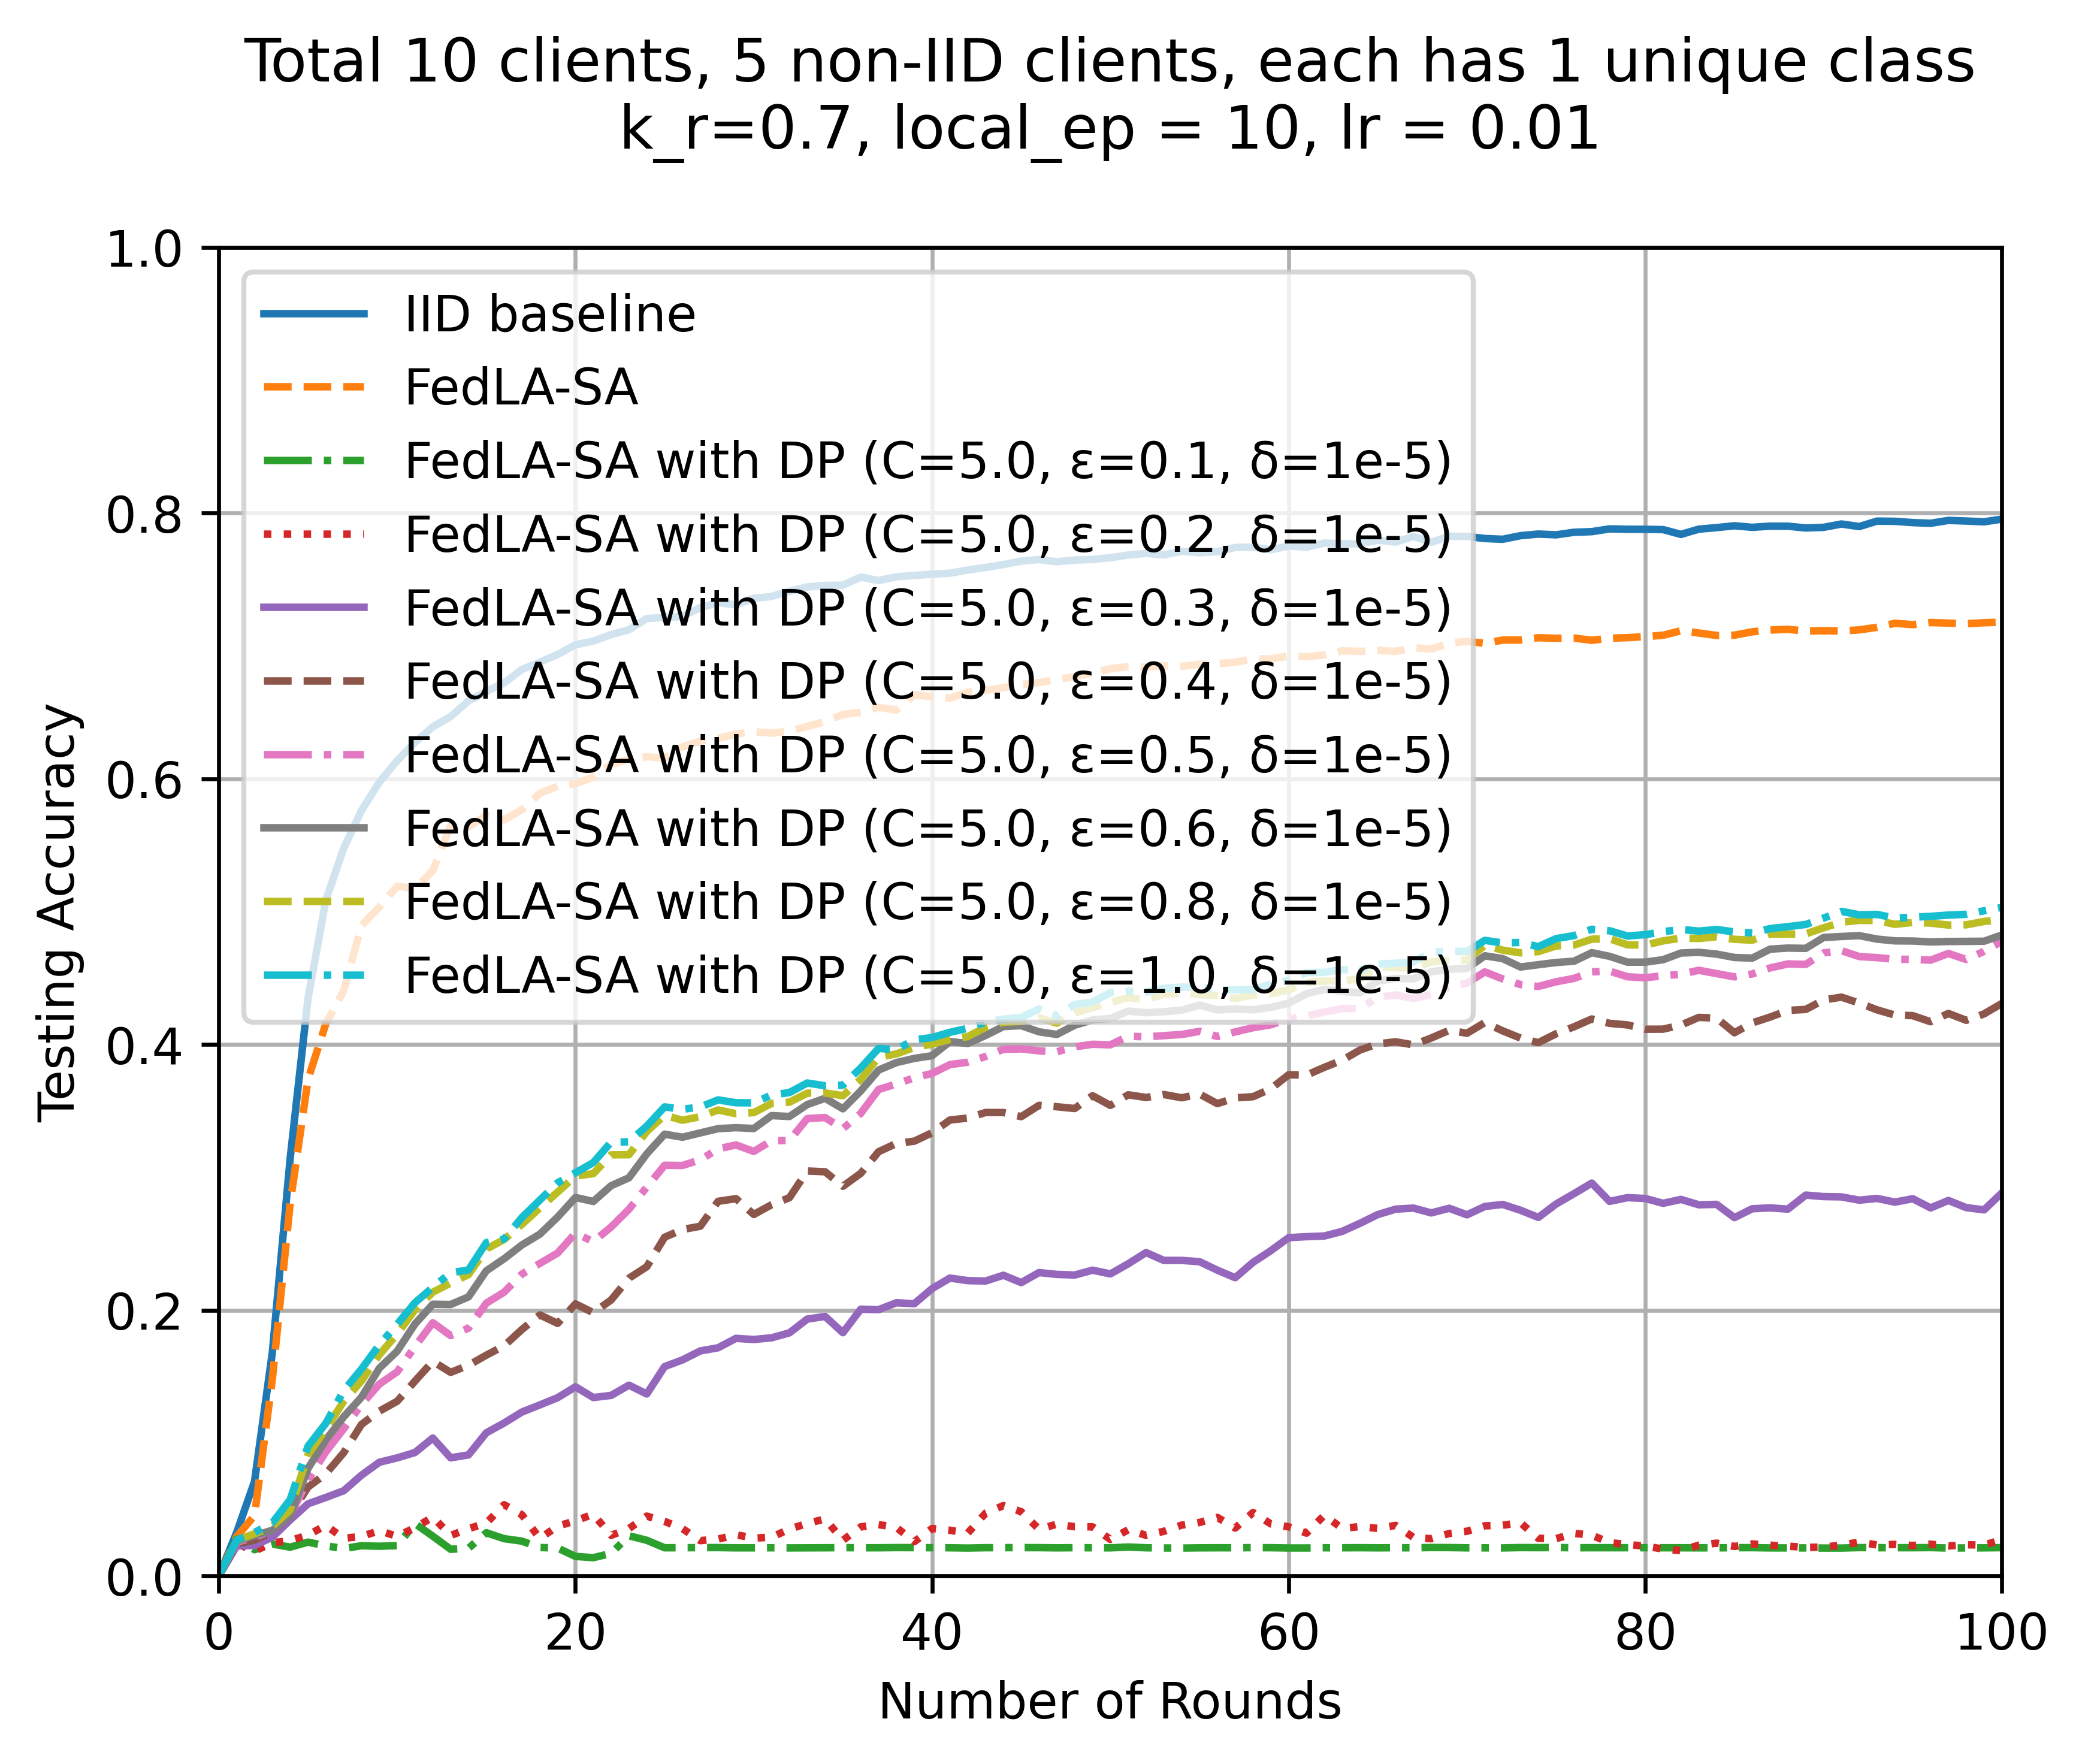 Total 10 clients, 5 non-IID clients, each has 1 unique class
k_r=0.7, local_ep = 10, lr = 0.01
1.0
0.8
0.6
0.4
0.2
0.0
Testing Accuracy
IID baseline
FedLA-SA
FedLA-SA with DP (C=5.0, ε=0.1, δ=1e-5)
FedLA-SA with DP (C=5.0, ε=0.2, δ=1e-5)
FedLA-SA with DP (C=5.0, ε=0.3, δ=1e-5)
FedLA-SA with DP (C=5.0, ε=0.4, δ=1e-5)
FedLA-SA with DP (C=5.0, ε=0.5, δ=1e-5)
FedLA-SA with DP (C=5.0, ε=0.6, δ=1e-5)
FedLA-SA with DP (C=5.0, ε=0.8, δ=1e-5)
FedLA-SA with DP (C=5.0, ε=1.0, δ=1e-5)
0 20 40 60 80 100
Number of Rounds